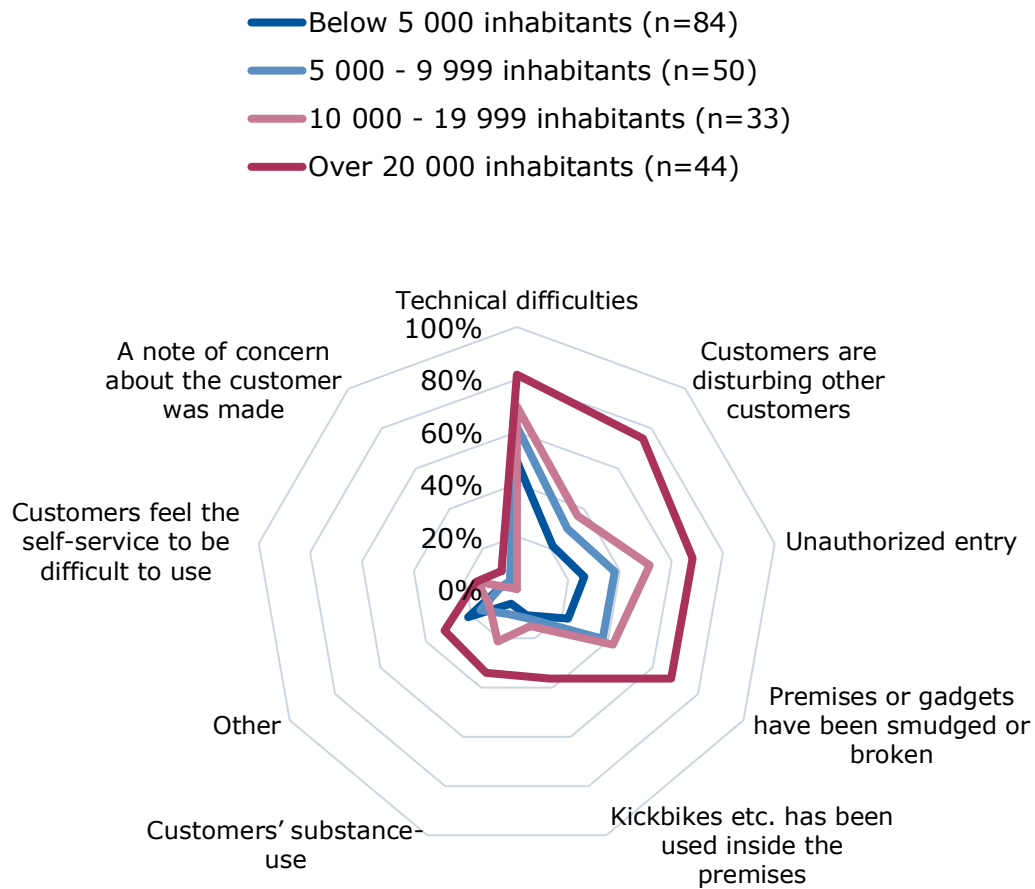 Below 5 000 inhabitants (n=84)
5 000 - 9 999 inhabitants (n=50)
10 000 - 19 999 inhabitants (n=33)
Over 20 000 inhabitants (n=44)
Technical difficulties
100%
80%
60%
40%
20%
0%
Customers are
disturbing other
customers
Unauthorized entry
Premises or gadgets
have been smudged or
broken
Kickbikes etc. has been
used inside the
premises
Customers’ substance-
use
Other
Customers feel the
self-service to be
difficult to use
A note of concern
about the customer
was made